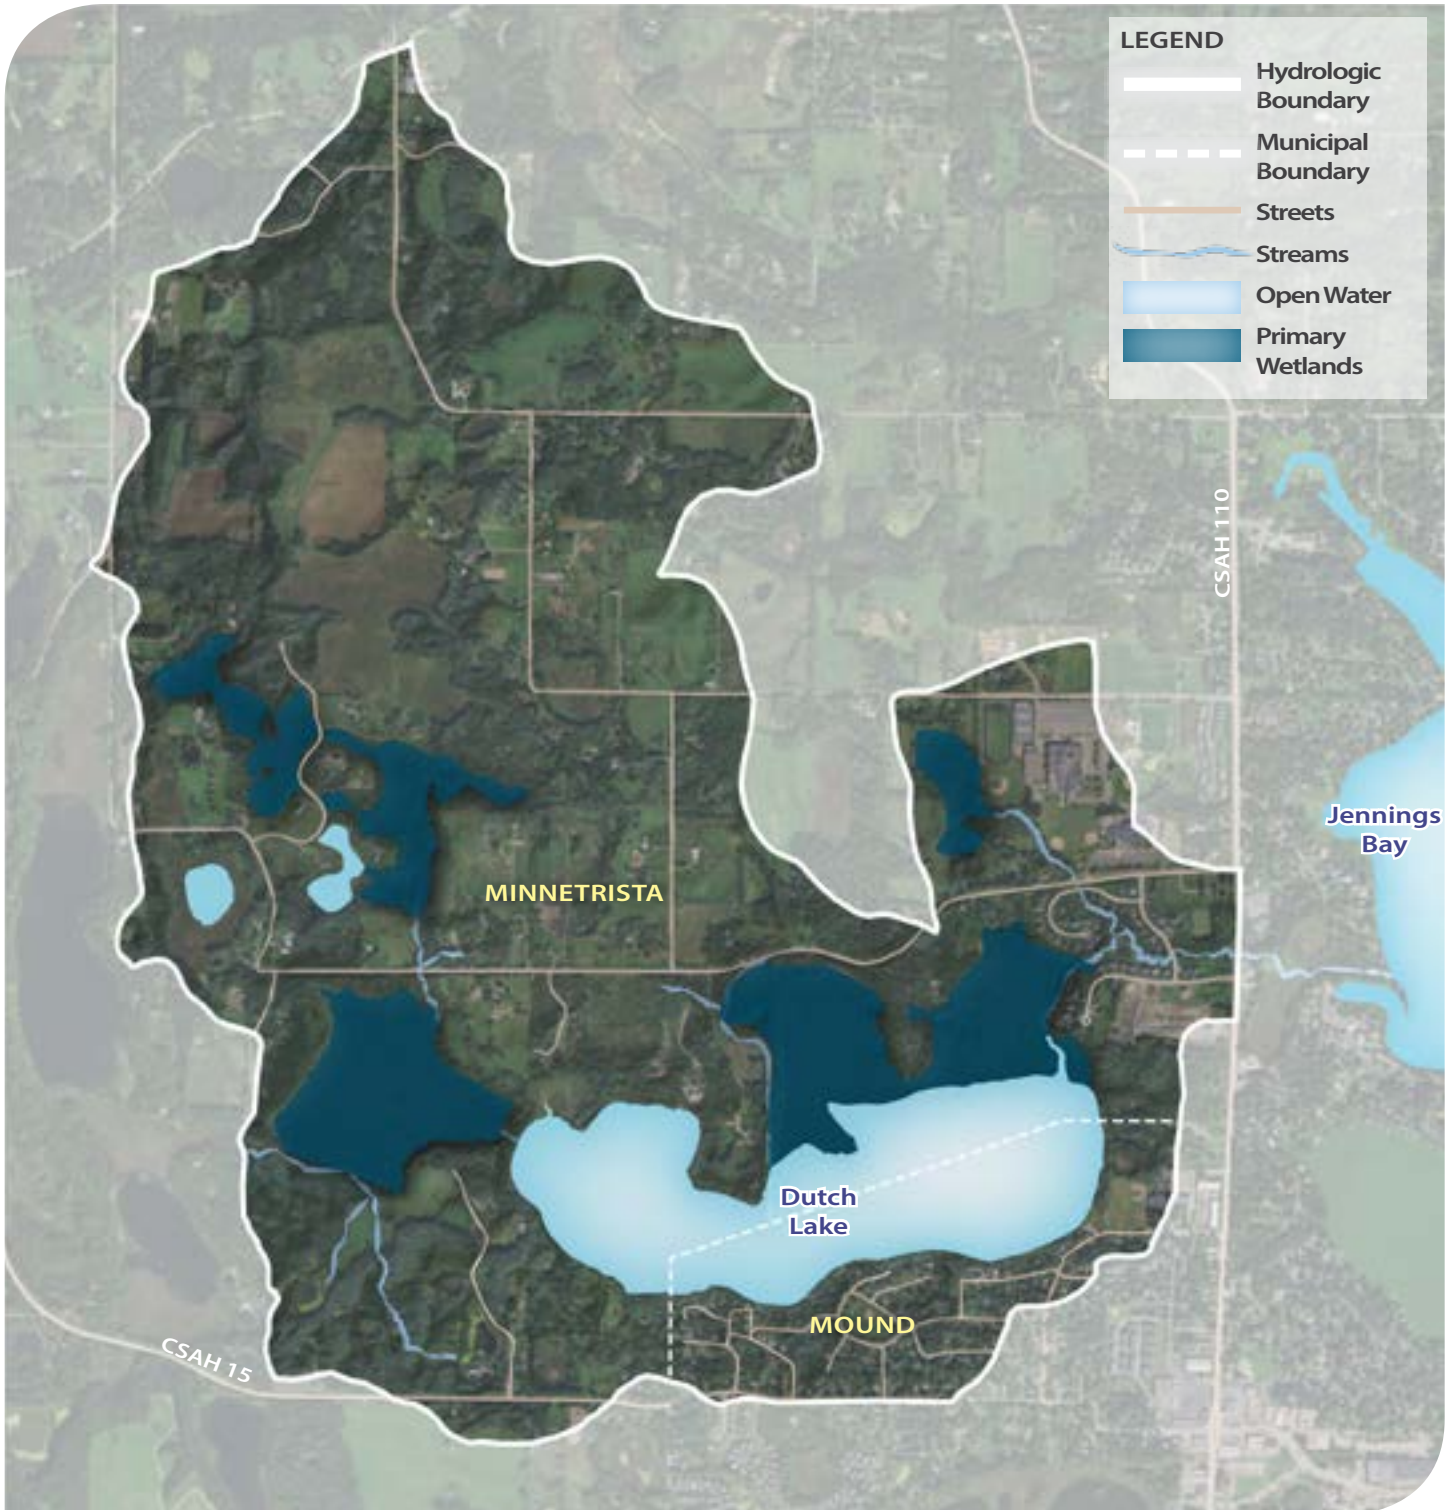 LEGEND
Hydrologic
Boundary
Municipal
Boundary
Streets
Streams
Open Water
Primary
Wetlands
CSAH 110
Jennings
Bay
MINNETRISTA
Dutch
Lake
MOUND
CSAH 15